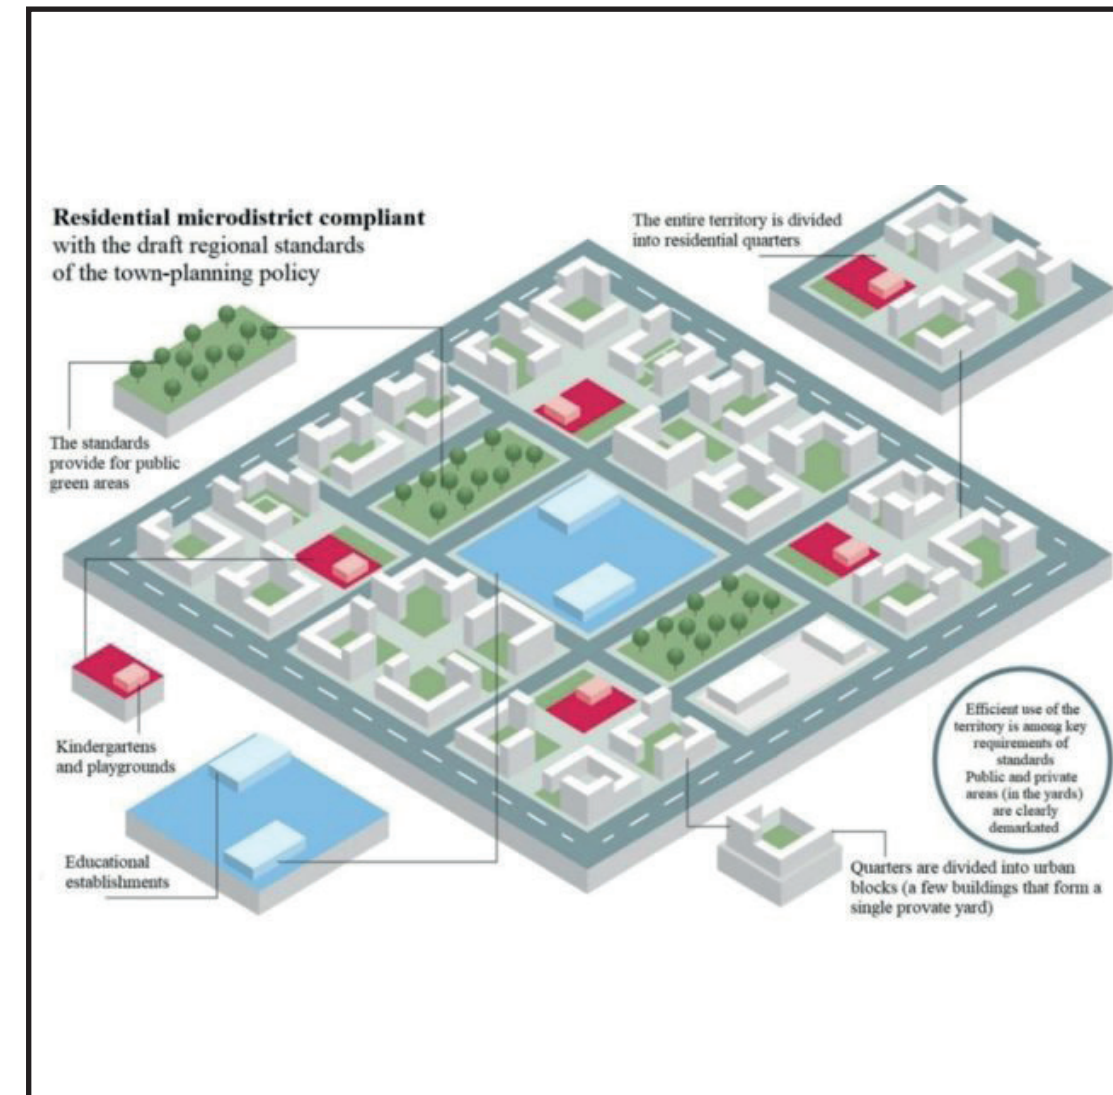 Residential microdistrict compliant
with the draft regional standards
of the town-planning policy
The entire territory is divided
into residential quarters
The standards
provide for public
green areas
Kindergartens
and playgrounds
Educational
establishments
Efficient use of the
territory is among key
requirements of
standards
Public and private
areas (in the yards)
are clearly
demarkated
Quarters are divided into urban
blocks (a few buildings that form a
single provate yard)